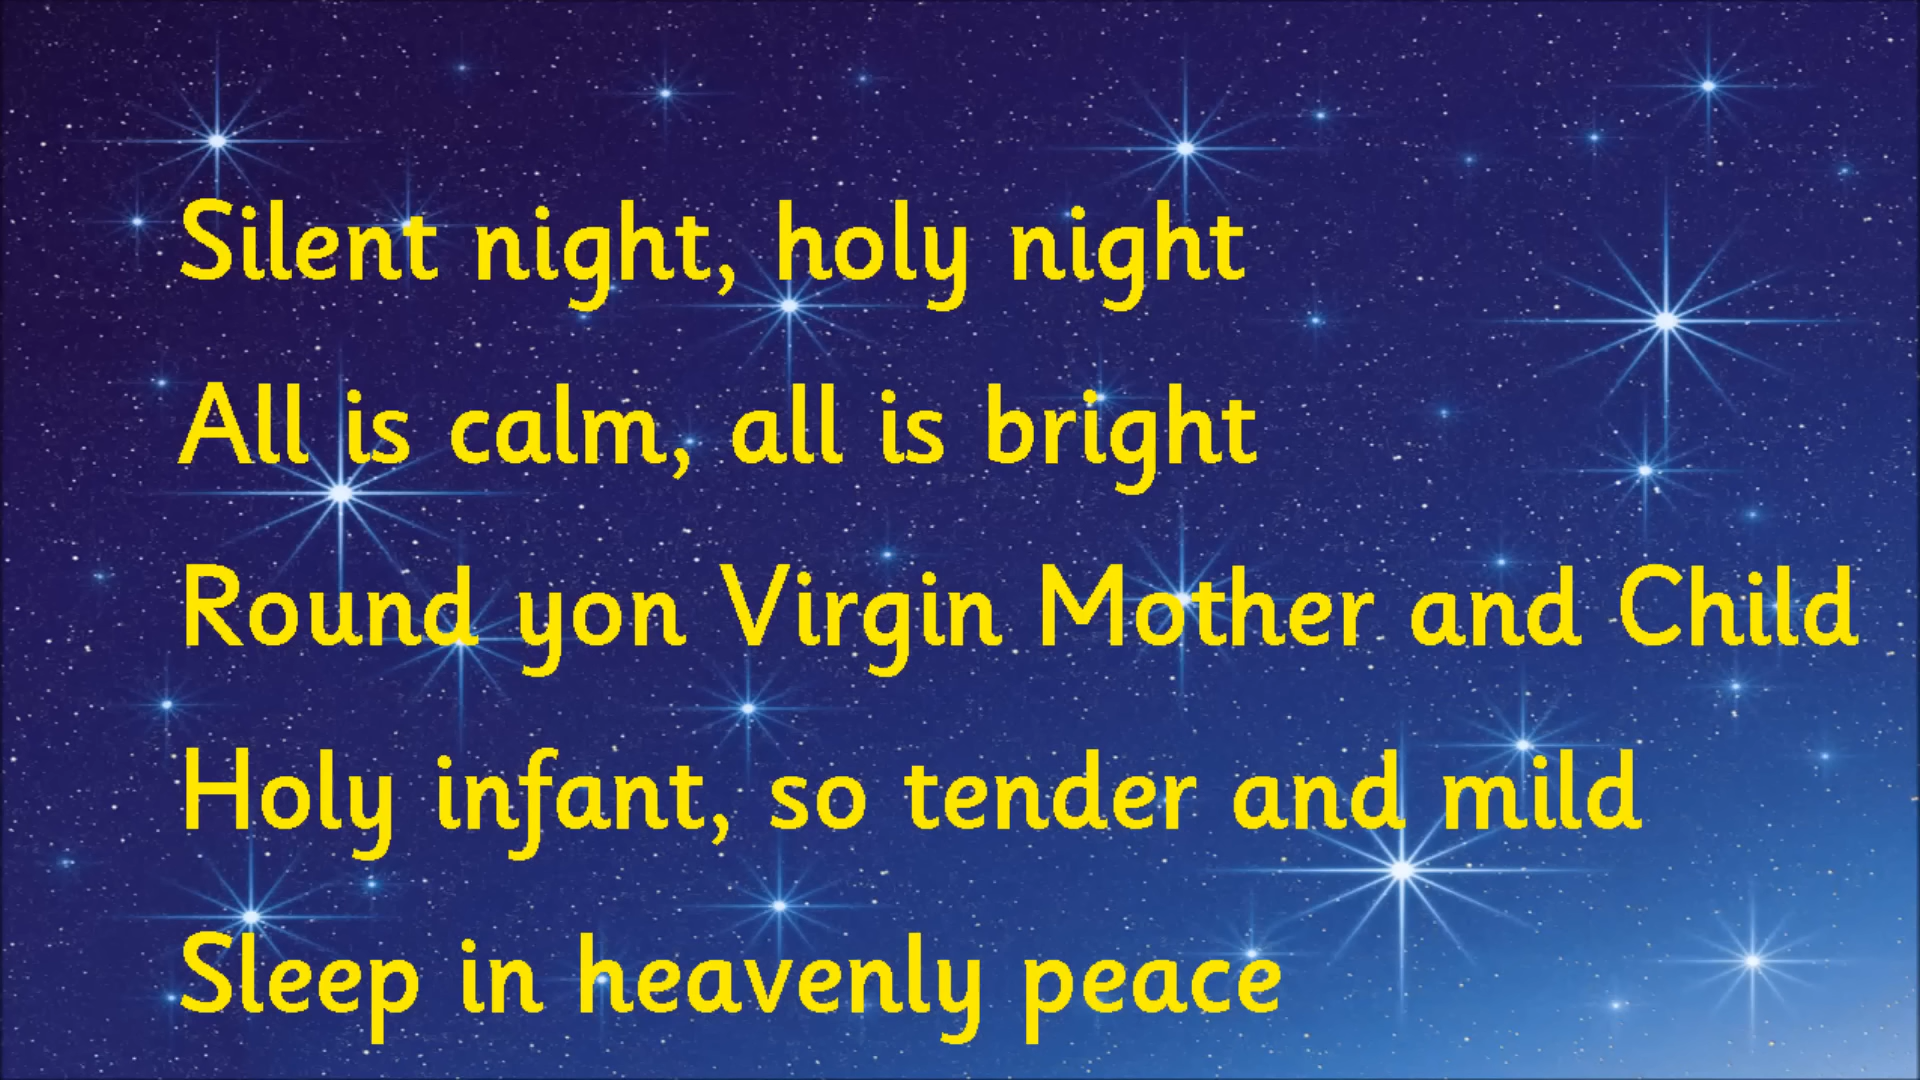 Silent night, holy night
All is calm, all is bright
Round yon Virgin Mother and Child
Holy infant, so tender and mild
Sleep in heavenly peace